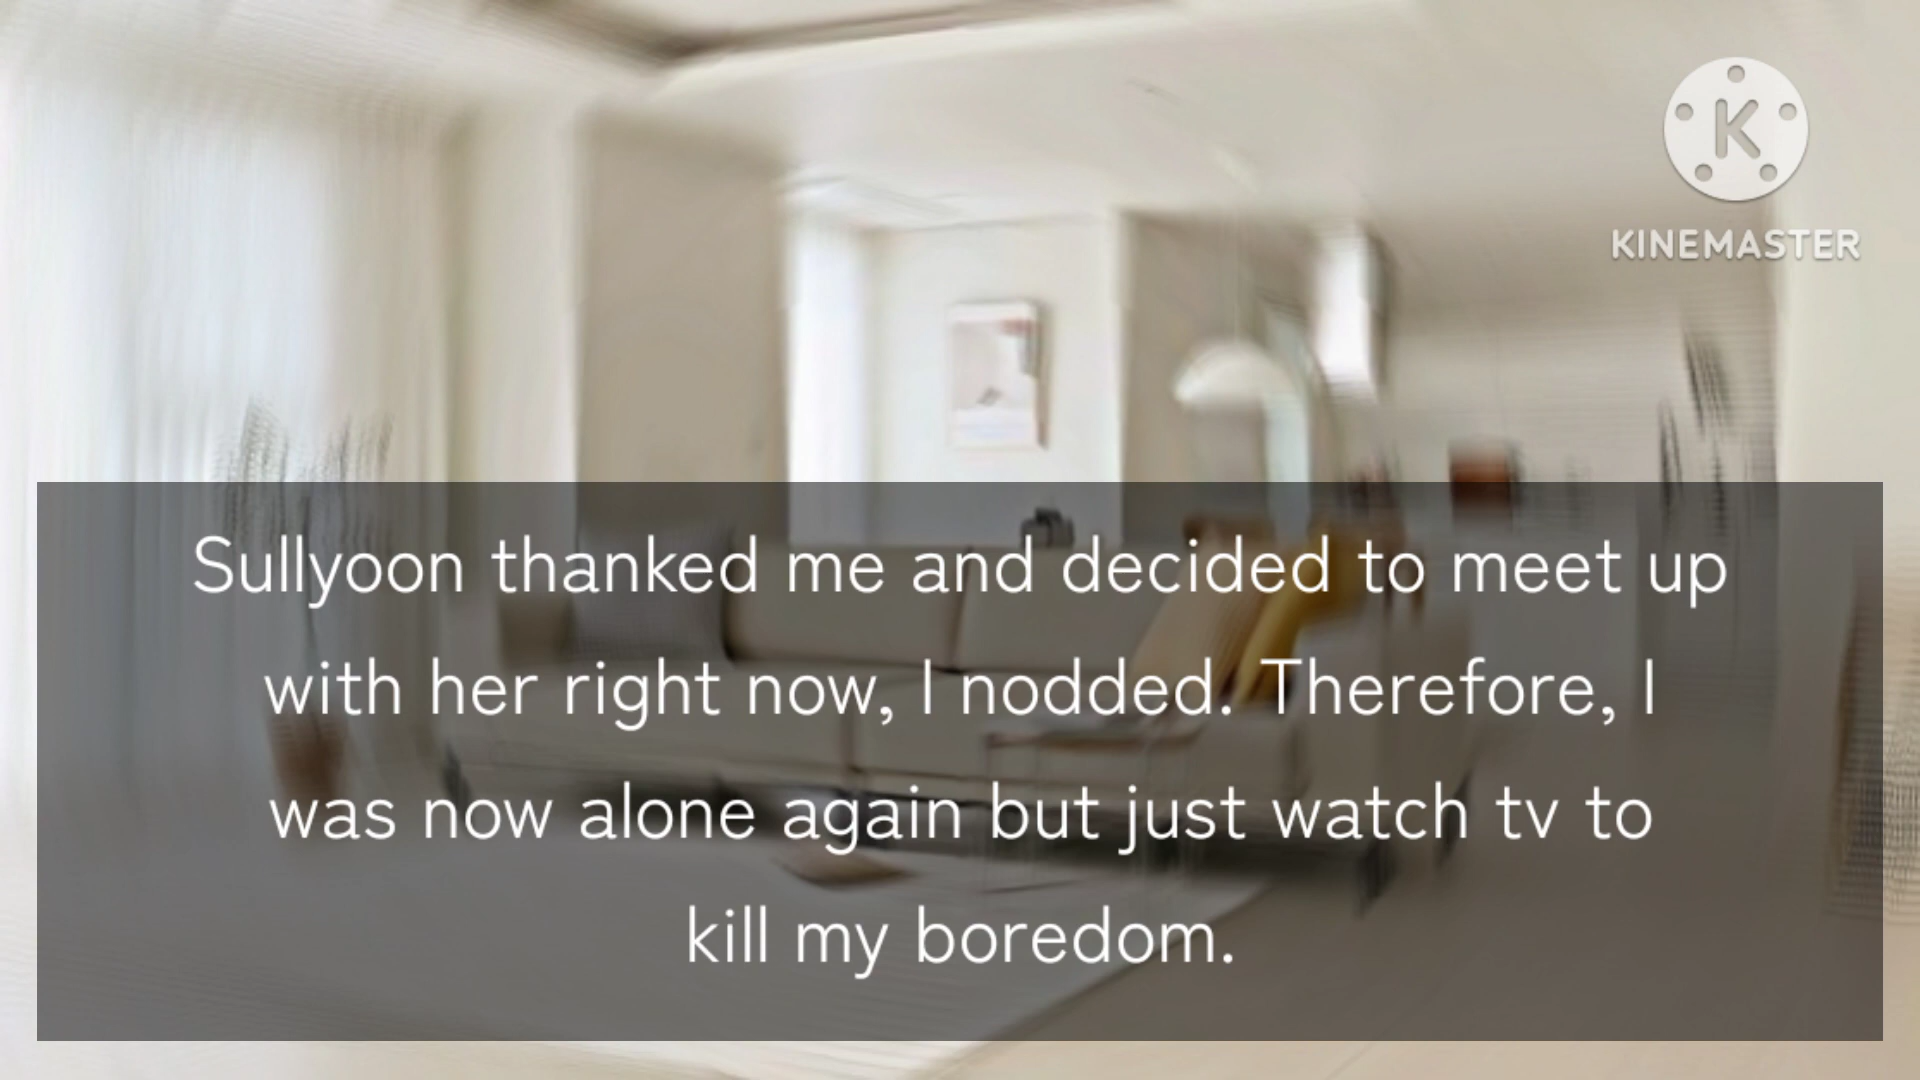 K
KINEMASTER
Sullyoon thanked me and decided to meet up
with her right now, I nodded. Therefore, I
was now alone again but just watch tv to
kill my boredom.